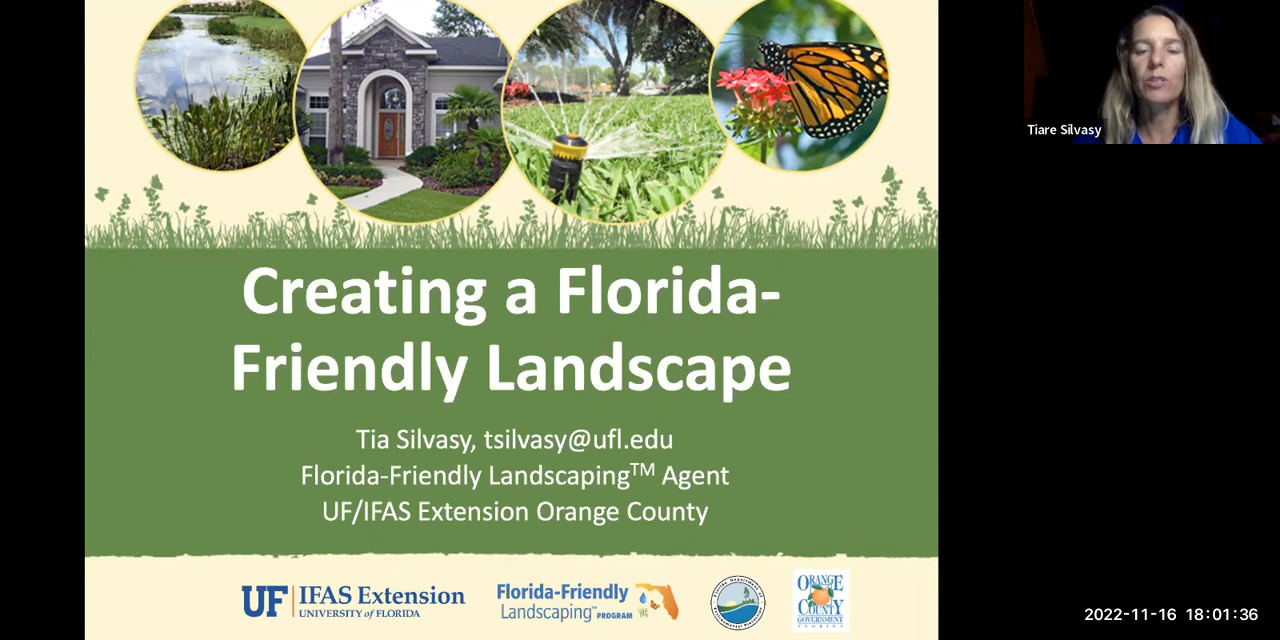 Tiare Silvasy
Creating a Florida-
Friendly Landscape
Tia Silvasy, tsilvasy@ufl.edu
Florida-Friendly Landscaping™ Agent
UF/IFAS Extension Orange County
UF IFAS Extension
UNIVERSITY of FLORIDA
Florida-Friendly
Landscaping™ PROGRAM
ORANGE
COUNTY
GOVERNMENT
FLORIDA
2022-11-16 18:01:36